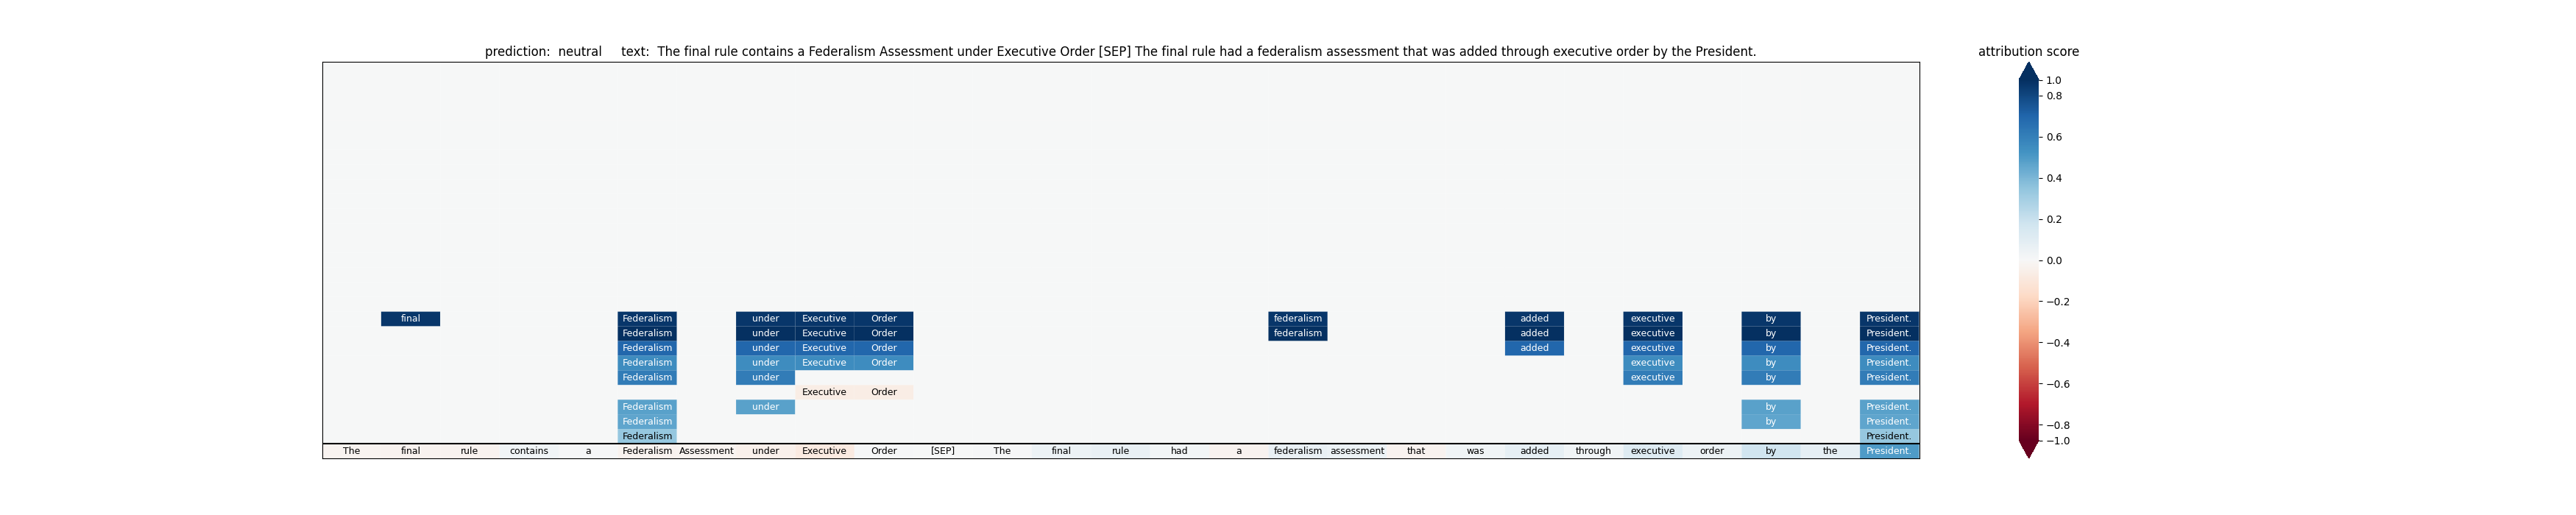 prediction:  neutral     text:  The final rule contains a Federalism Assessment under Executive Order [SEP] The final rule had a federalism assessment that was added through executive order by the President.
attribution score
1.0
0.8
0.6
0.4
0.2
0.0
−0.2
−0.4
−0.6
−0.8
−1.0
final Federalism under Executive Order federalism added executive by President.
Federalism under Executive Order federalism added executive by President.
Federalism under Executive Order added executive by President.
Federalism under Executive Order executive by President.
Federalism under executive by President.
Executive Order
Federalism under by President.
Federalism by President.
Federalism President.
The final rule contains a Federalism Assessment under Executive Order [SEP] The final rule had a federalism assessment that was added through executive order by the President.